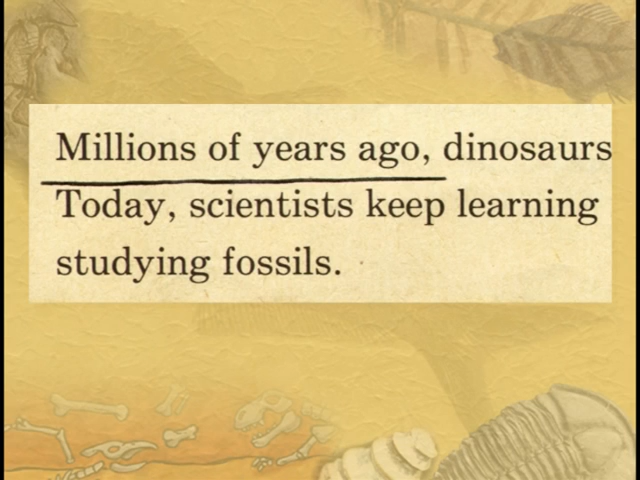 Millions of years ago, dinosaurs
Today, scientists keep learning
studying fossils.